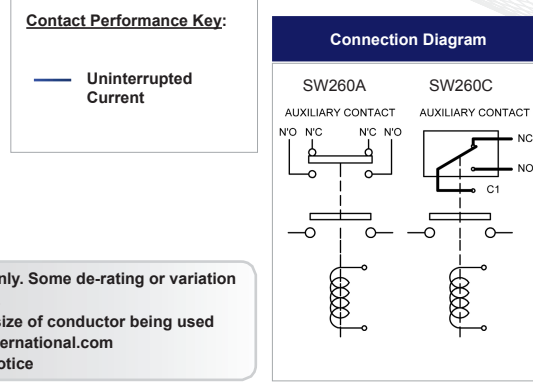 Contact Performance Key:
Uninterrupted
Current
Connection Diagram
SW260A
SW260C
AUXILIARY CONTACT
AUXILIARY CONTACT
N'O N'C
N'C N'O
NC
NO
C1
only. Some de-rating or variation
size of conductor being used
ernational.com
otice